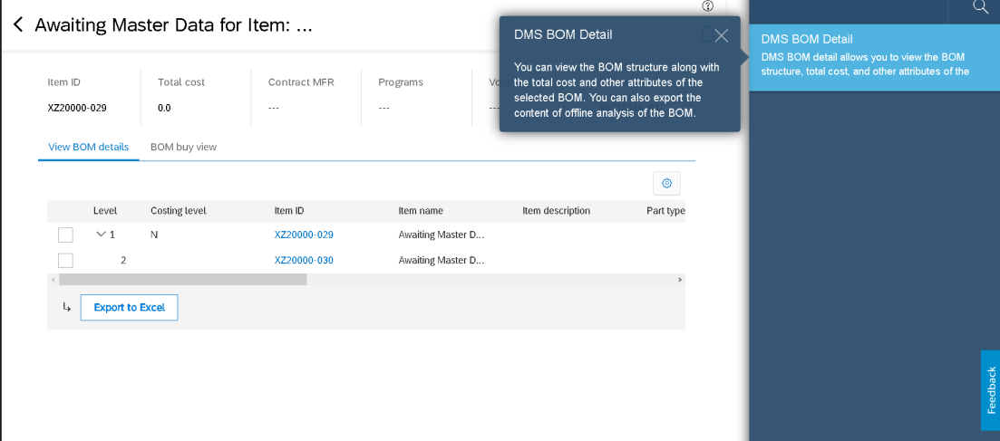 Awaiting Master Data for Item: ...
Item ID
Total cost
Contract MFR
Programs
XZ20000-029
0.0
---
---
---
View BOM details
BOM buy view
Level
Costing level
Item ID
Item name
Item description
Part type
1
N
XZ20000-029
Awaiting Master D...
2
XZ20000-030
Awaiting Master D...
Export to Excel
DMS BOM Detail
You can view the BOM structure along with
the total cost and other attributes of the
selected BOM. You can also export the
content of offline analysis of the BOM.
DMS BOM Detail
DMS BOM detail allows you to view the BOM
structure, total cost, and other attributes of the
Feedback